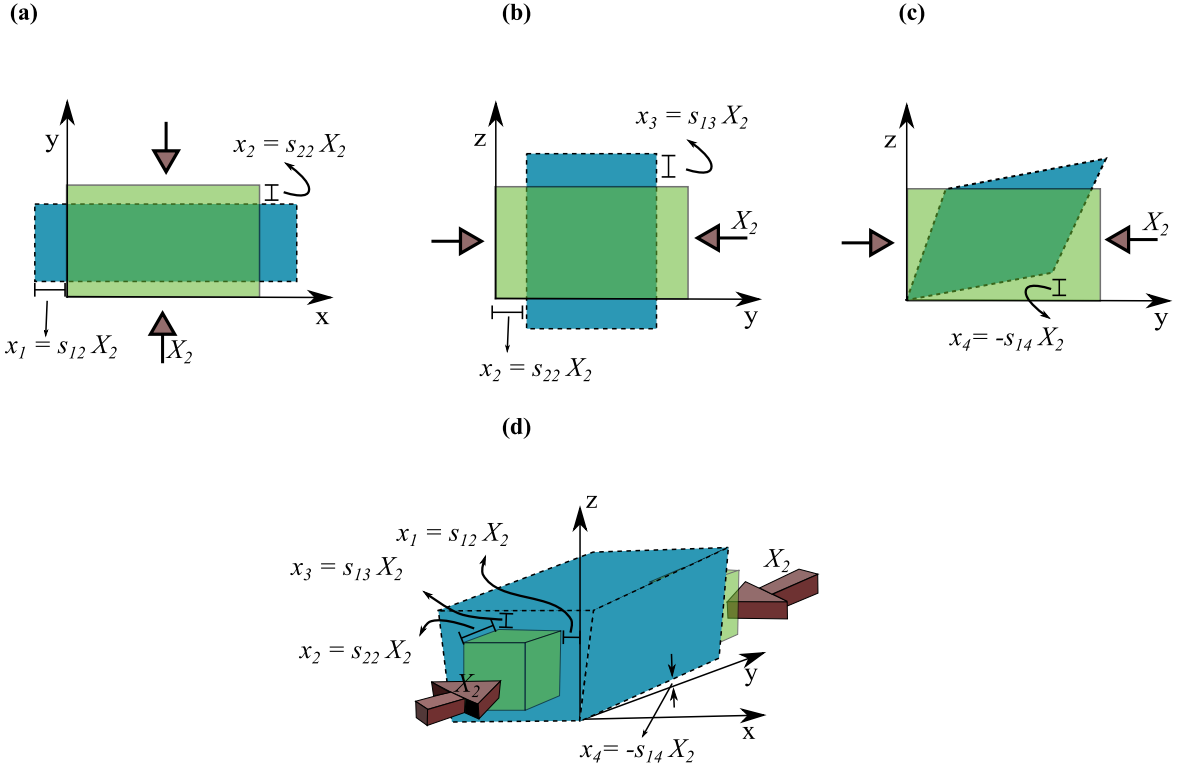 (a)
y
x₂ = s₂₂ X₂
x
x₁ = s₁₂ X₂
X₂
(b)
z
x₃ = s₁₃ X₂
X₂
y
x₂ = s₂₂ X₂
(c)
z
X₂
y
x₄= -s₁₄ X₂
(d)
z
x₁ = s₁₂ X₂
X₂
x₃ = s₁₃ X₂
x₂ = s₂₂ X₂
X₂
y
x
x₄= -s₁₄ X₂